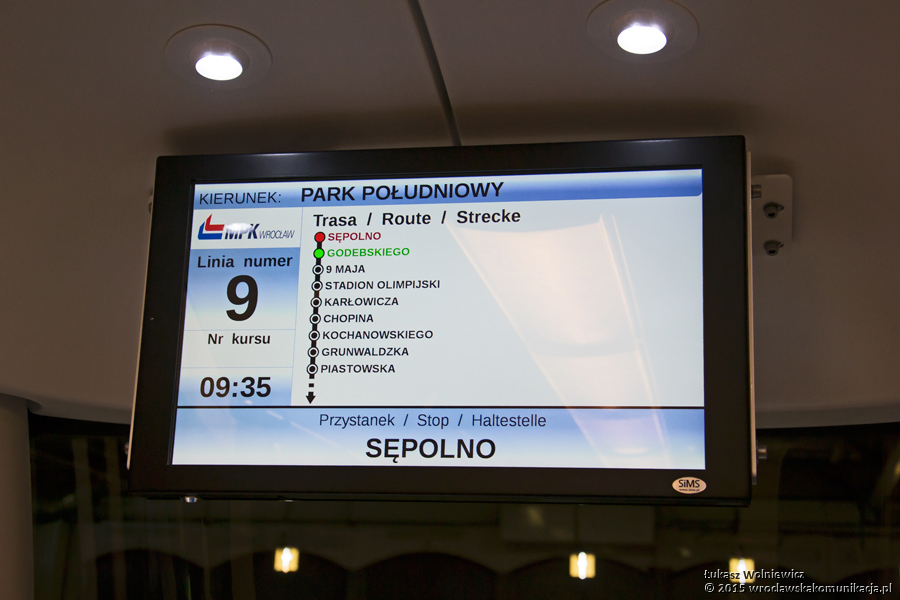 KIERUNEK: PARK POŁUDNIOWY
MPK WROCŁAW
Trasa / Route / Strecke
SĘPOLNO
GODEBSKIEGO
9 MAJA
STADION OLIMPIJSKI
KARŁOWICZA
CHOPINA
KOCHANOWSKIEGO
GRUNWALDZKA
PIASTOWSKA
Linia numer
9
Nr kursu
09:35
Przystanek / Stop / Haltestelle
SĘPOLNO
SiMS
Łukasz Wolniewicz
© 2015 wroclawskakomunikacja.pl